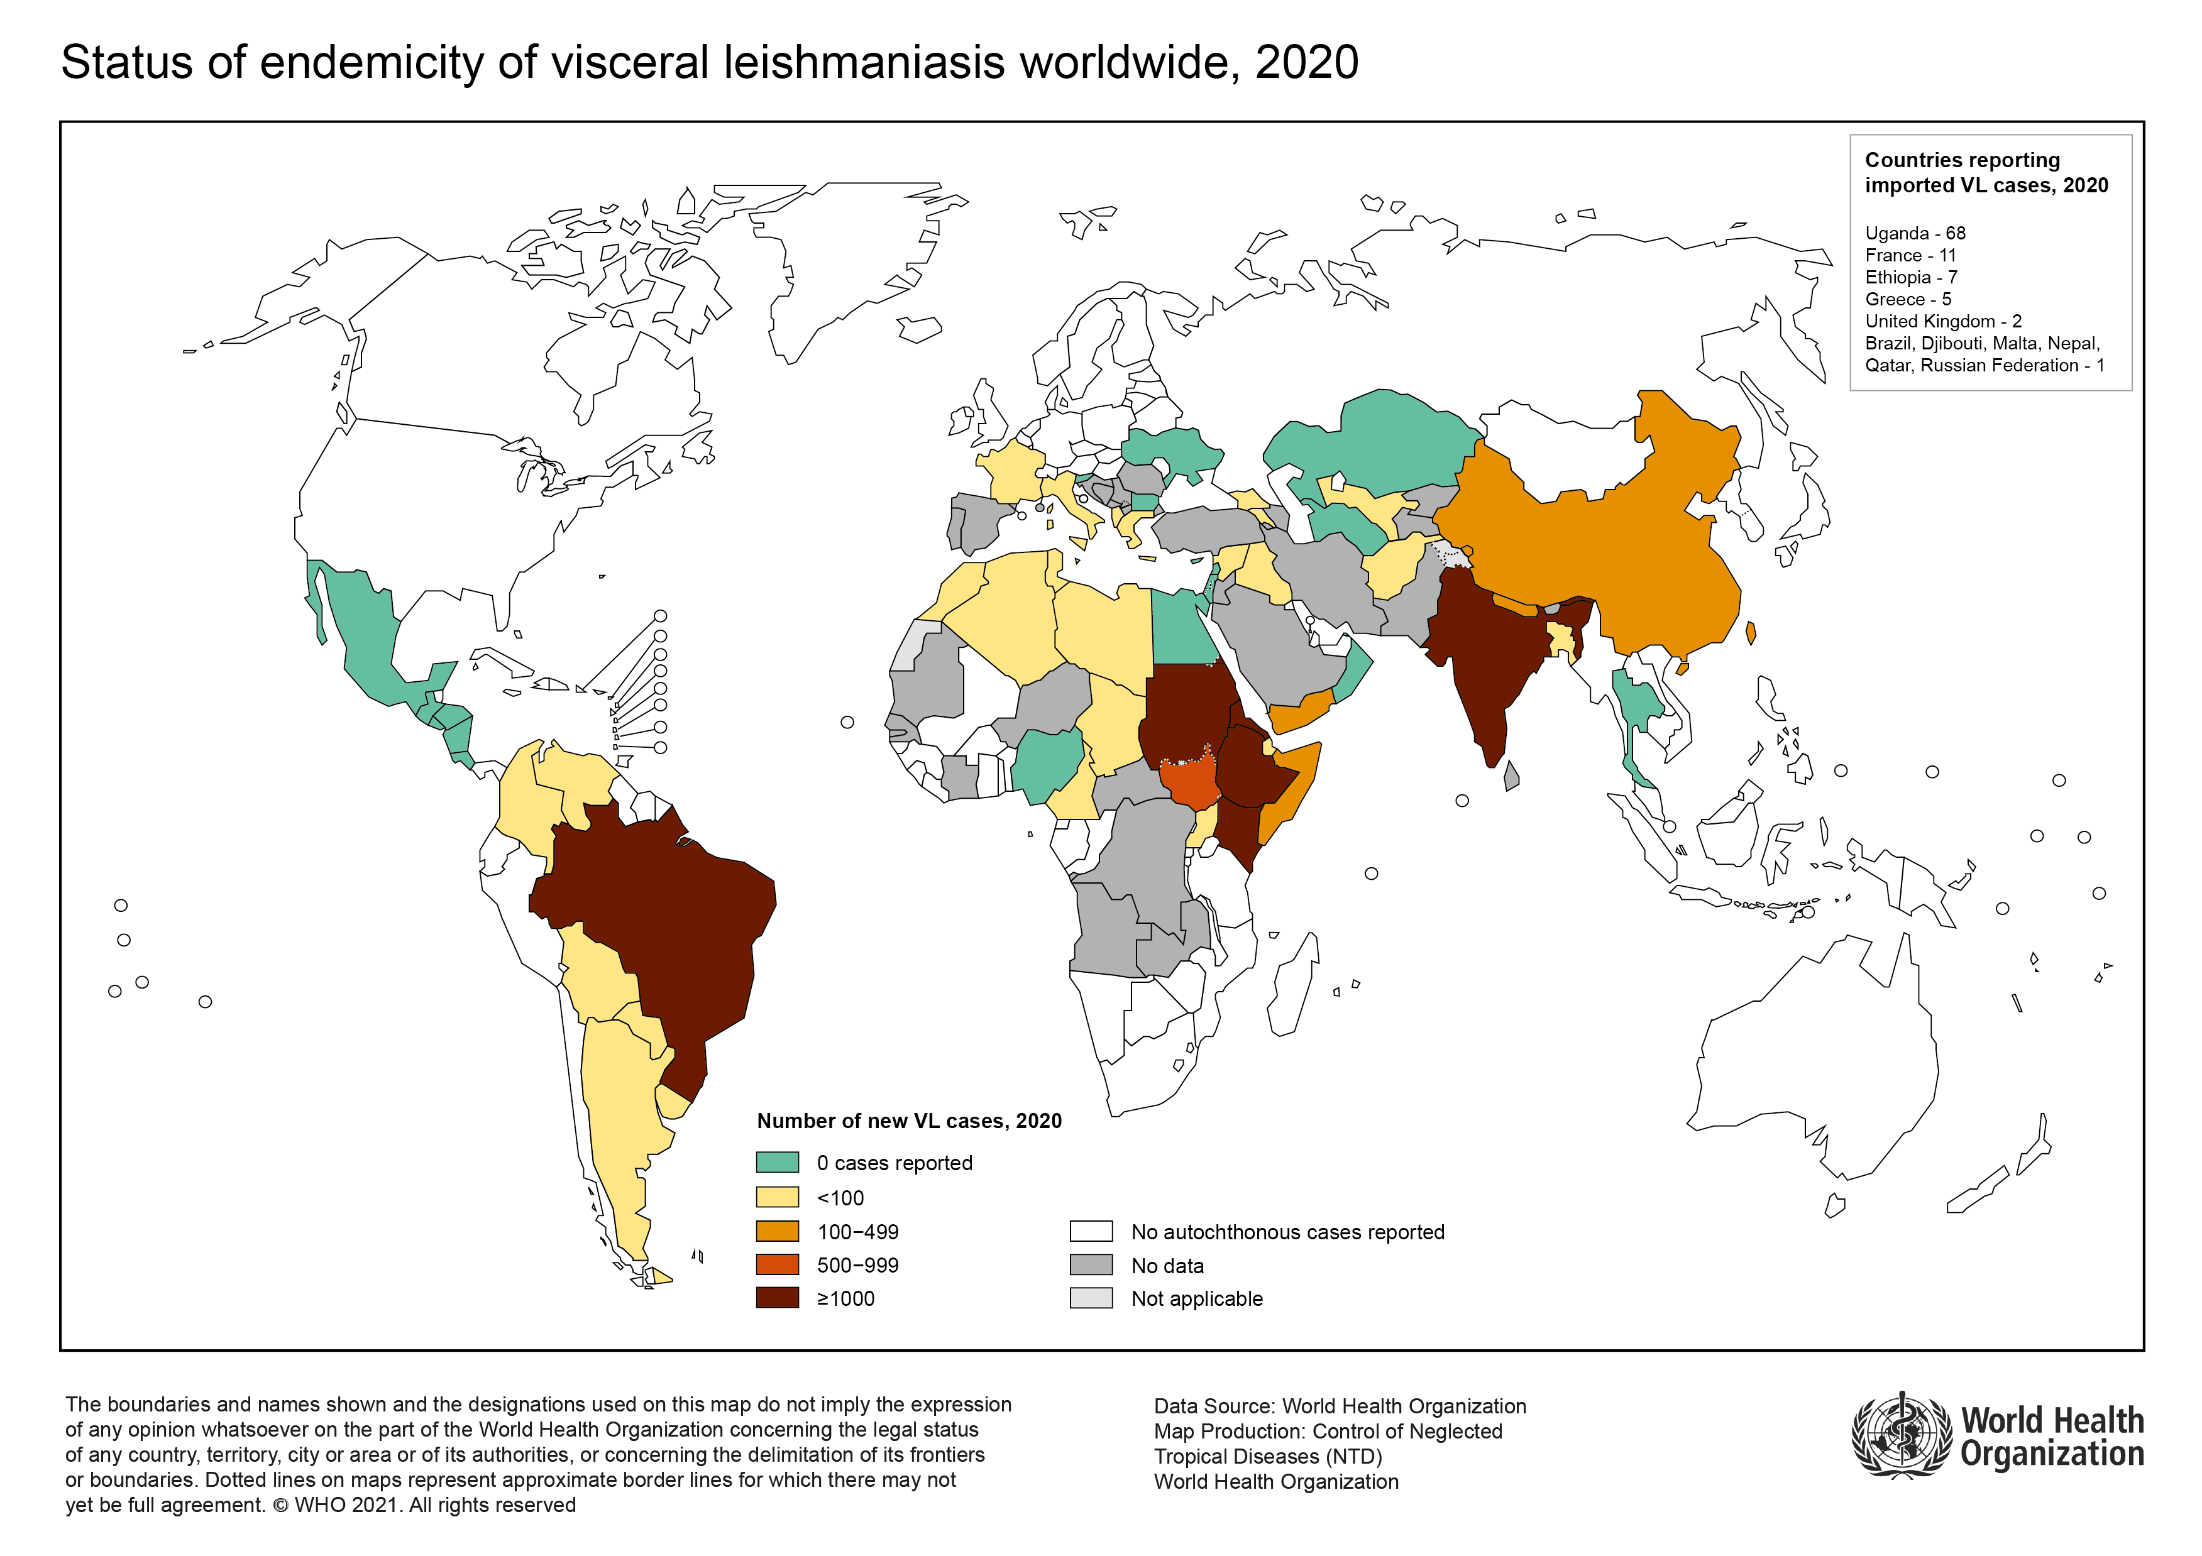 Status of endemicity of visceral leishmaniasis worldwide, 2020
Countries reporting
imported VL cases, 2020
Uganda - 68
France - 11
Ethiopia - 7
Greece - 5
United Kingdom - 2
Brazil, Djibouti, Malta, Nepal,
Qatar, Russian Federation - 1
Number of new VL cases, 2020
0 cases reported
<100
100–499
500–999
≥1000
No autochthonous cases reported
No data
Not applicable
The boundaries and names shown and the designations used on this map do not imply the expression
of any opinion whatsoever on the part of the World Health Organization concerning the legal status
of any country, territory, city or area or of its authorities, or concerning the delimitation of its frontiers
or boundaries. Dotted lines on maps represent approximate border lines for which there may not
yet be full agreement. © WHO 2021. All rights reserved
Data Source: World Health Organization
Map Production: Control of Neglected
Tropical Diseases (NTD)
World Health Organization
World Health
Organization